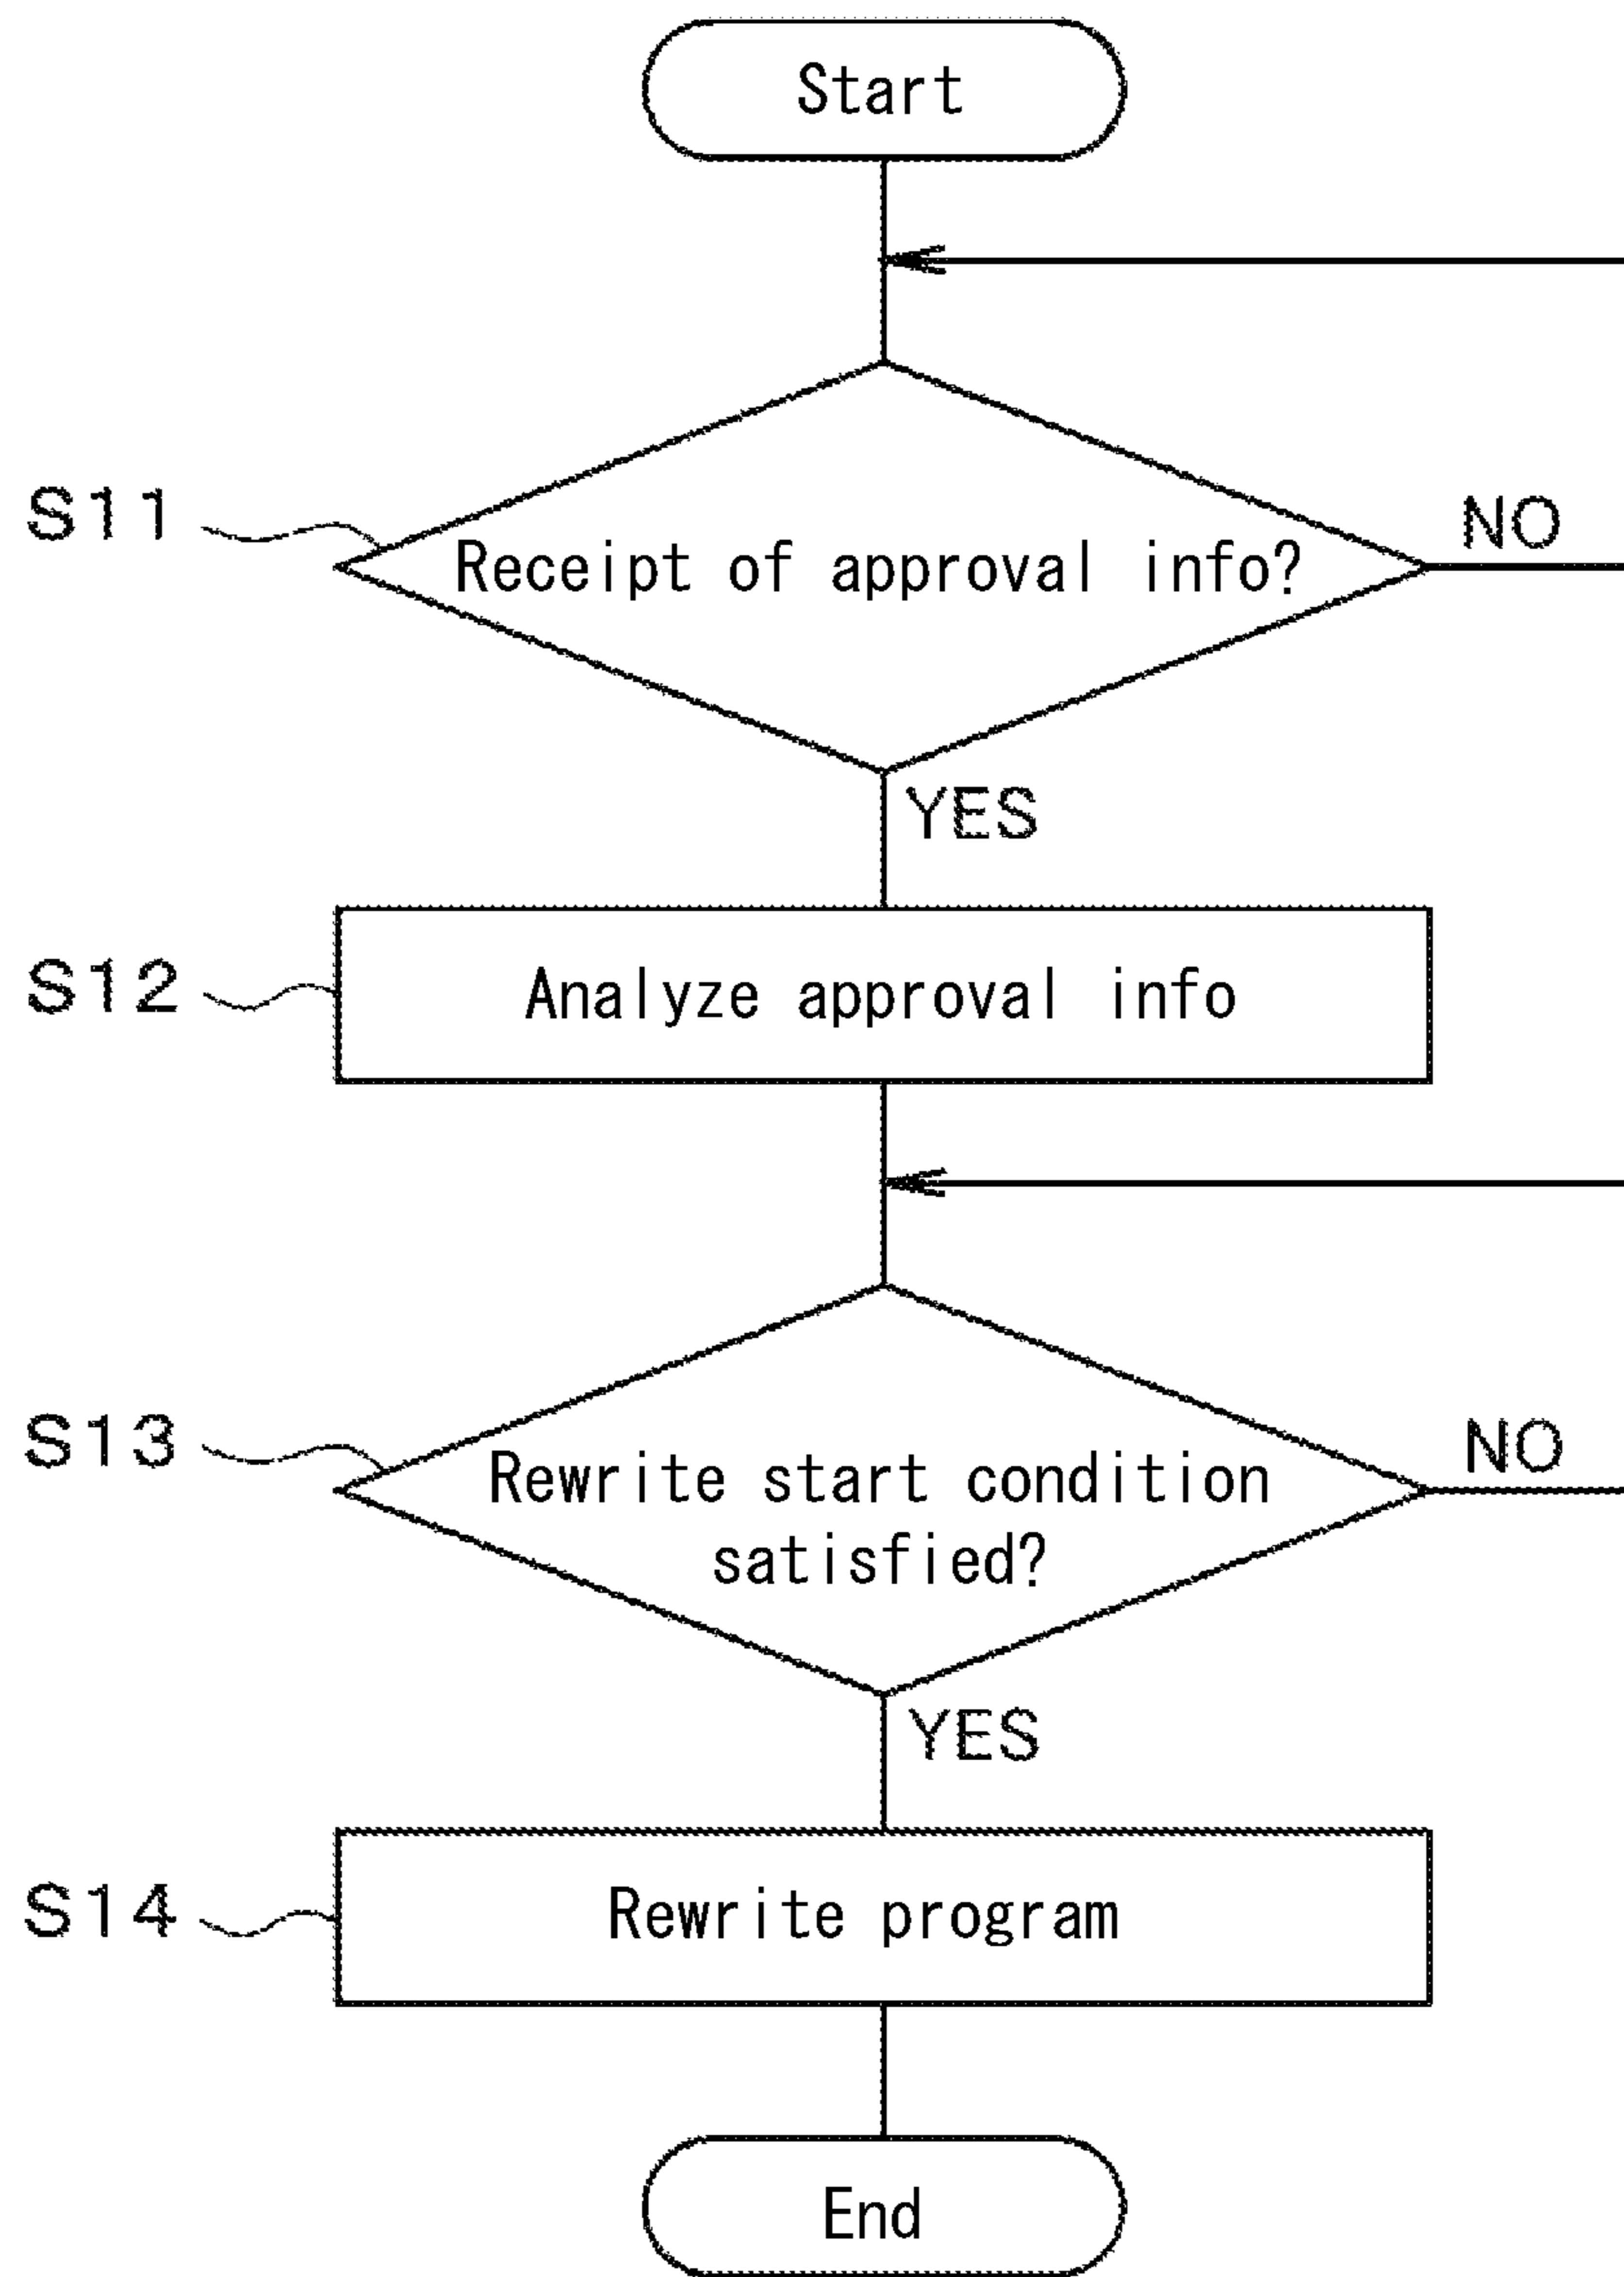 Start
S11
Receipt of approval info?
NO
YES
S12
Analyze approval info
S13
Rewrite start condition
satisfied?
NO
YES
S14
Rewrite program
End